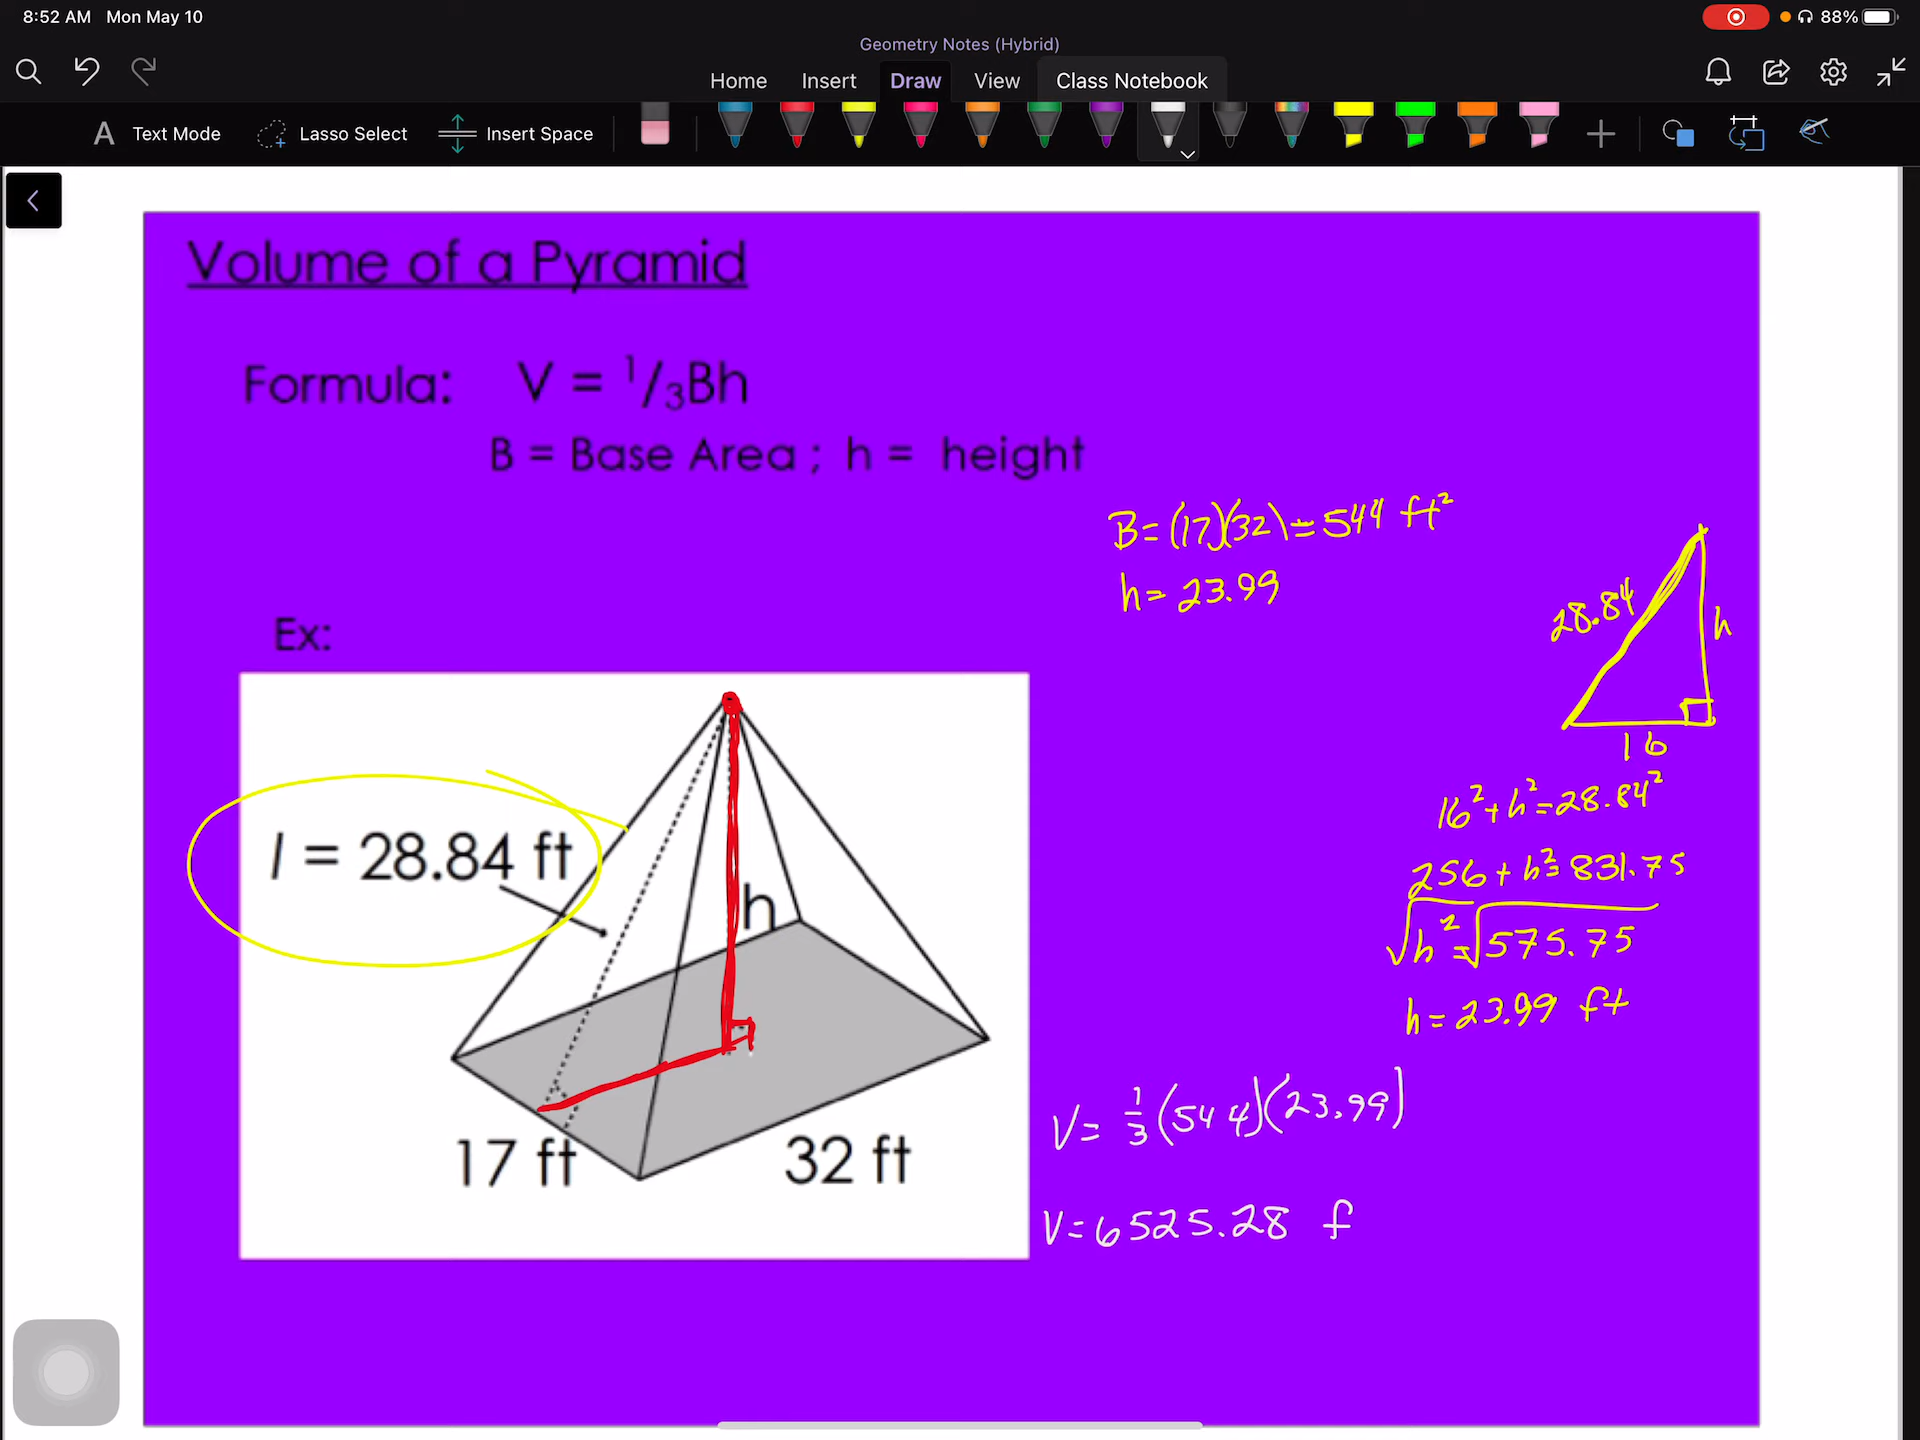 8:52 AM Mon May 10
88%
Geometry Notes (Hybrid)
Home Insert Draw View Class Notebook
A Text Mode Lasso Select Insert Space
Volume of a Pyramid
Formula: V = ¹/₃Bh
B = Base Area ; h = height
B = (17)(32) = 544 ft²
h = 23.99
28.84
h
16
Ex:
l = 28.84 ft
h
17 ft
32 ft
16² + h² = 28.84²
256 + h² = 831.75
√h² = √575.75
h = 23.99 ft
V = 1/3 (544)(23.99)
V = 6525.28 f